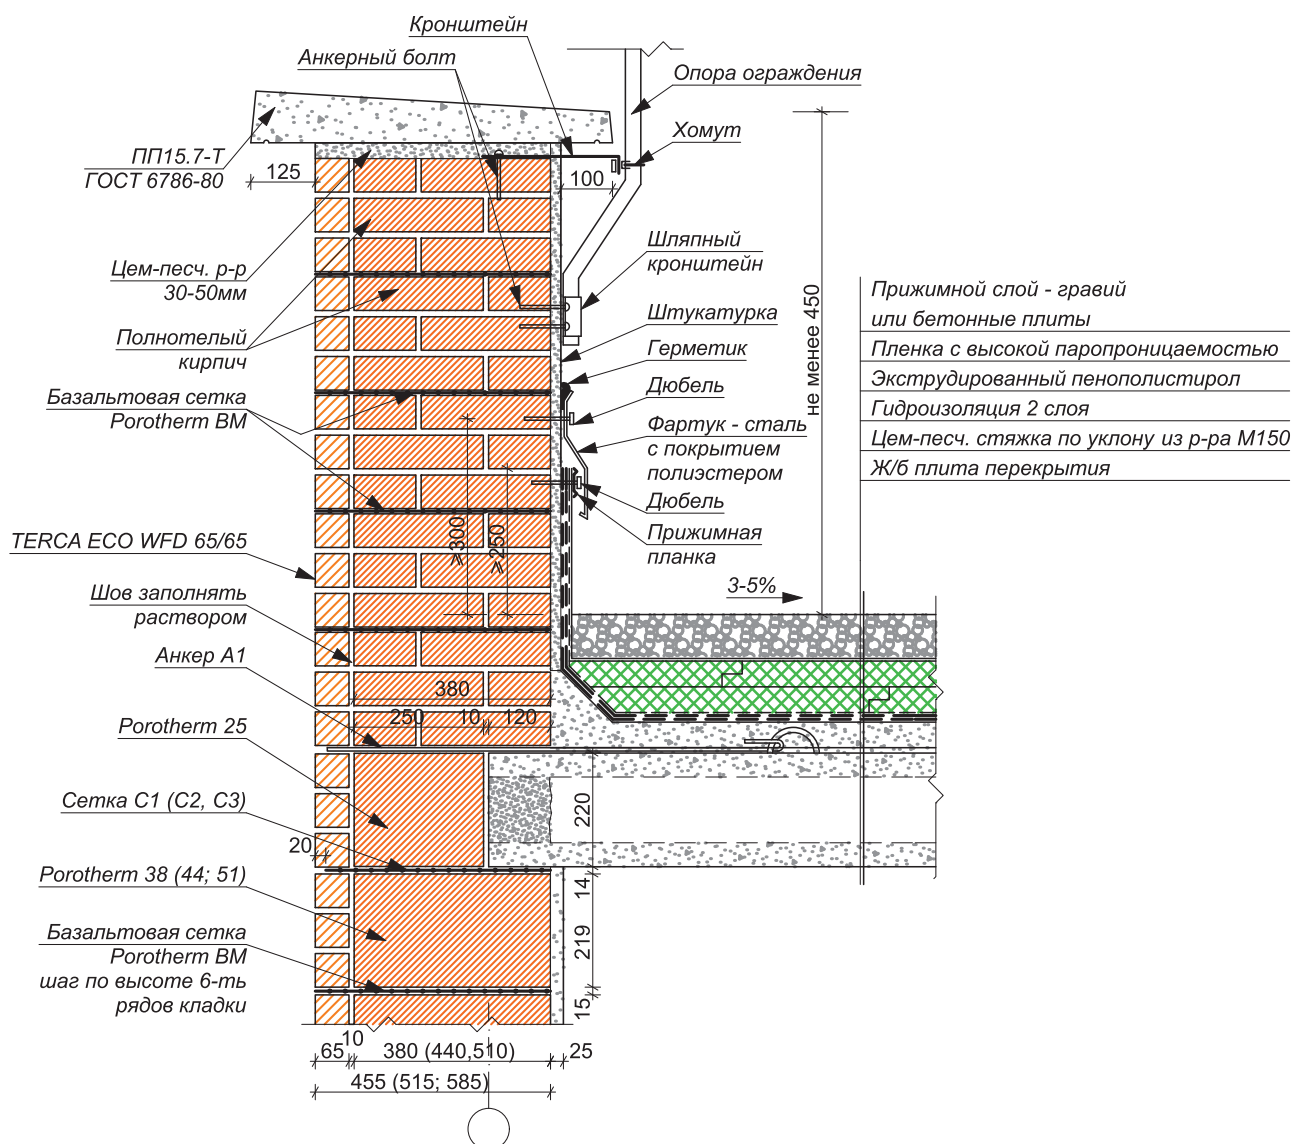 Кронштейн
Анкерный болт
Опора ограждения
Хомут
ПП15.7-Т
ГОСТ 6786-80
125
100
Шляпный
кронштейн
Цем-песч. р-р
30-50мм
Полнотелый
кирпич
Штукатурка
Герметик
Базальтовая сетка
Porotherm BM
Дюбель
Фартук - сталь
с покрытием
полиэстером
Дюбель
Прижимная
планка
не менее 450
Прижимной слой - гравий
или бетонные плиты
Пленка с высокой паропроницаемостью
Экструдированный пенополистирол
Гидроизоляция 2 слоя
Цем-песч. стяжка по уклону из р-ра М150
Ж/б плита перекрытия
⩾300
⩾250
TERCA ECO WFD 65/65
3-5%
Шов заполнять
раствором
Анкер А1
380
250
10
120
Porotherm 25
Сетка С1 (С2, С3)
220
20
Porotherm 38 (44; 51)
14
219
15
Базальтовая сетка
Porotherm BM
шаг по высоте 6-ть
рядов кладки
65
10
380 (440,510)
25
455 (515; 585)